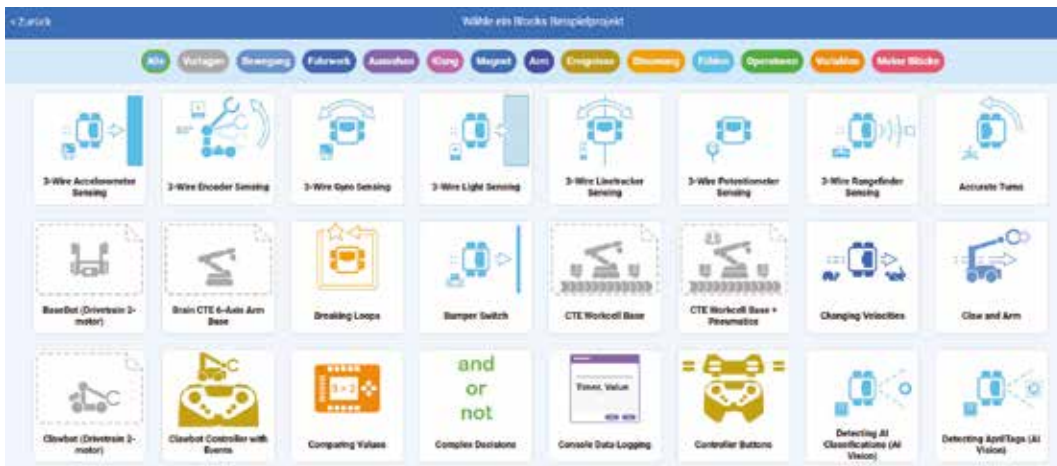 < Zurück
Wähle ein Blocks Beispielprojekt
Alle Vorlagen Bewegung Fahrwerk Aussehen Klang Magnet Arm Ereignisse Steuerung Fühlen Operatoren Variablen Meine Blöcke
3-Wire Accelerometer
Sensing
3-Wire Encoder Sensing
3-Wire Gyro Sensing
3-Wire Light Sensing
3-Wire Linetracker
Sensing
3-Wire Potentiometer
Sensing
3-Wire Rangefinder
Sensing
Accurate Turns
BaseBot (Drivetrain 2-
motor)
Brain CTE 6-Axis Arm
Base
Breaking Loops
Bumper Switch
CTE Workcell Base
CTE Workcell Base +
Pneumatics
Changing Velocities
Claw and Arm
Clawbot (Drivetrain 2-
motor)
Clawbot Controller with
Events
Comparing Values
and
or
not
Complex Decisions
Timer, Value
Console Data Logging
Controller Buttons
Detecting AI
Classifications (AI
Vision)
Detecting AprilTags (AI
Vision)